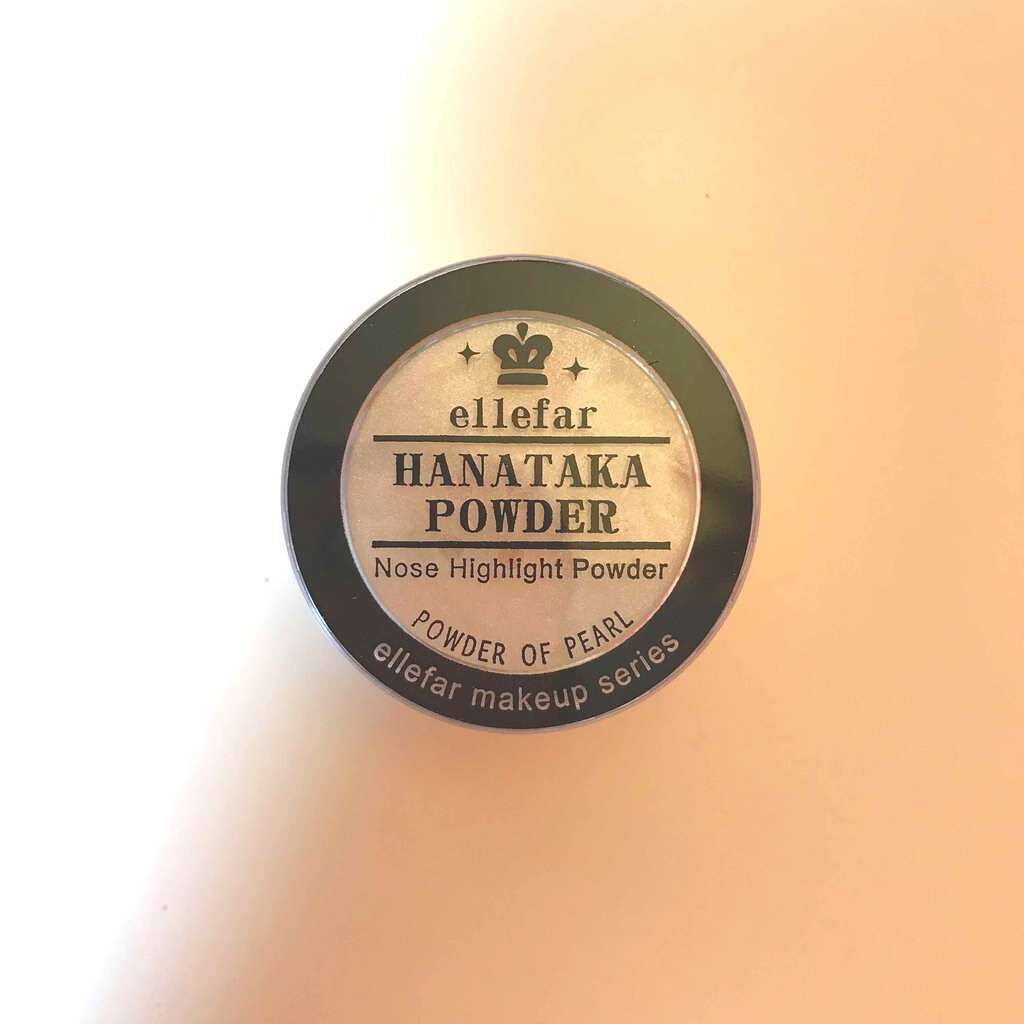 ellefar
HANATAKA
POWDER
Nose Highlight Powder
POWDER OF PEARL
ellefar makeup series